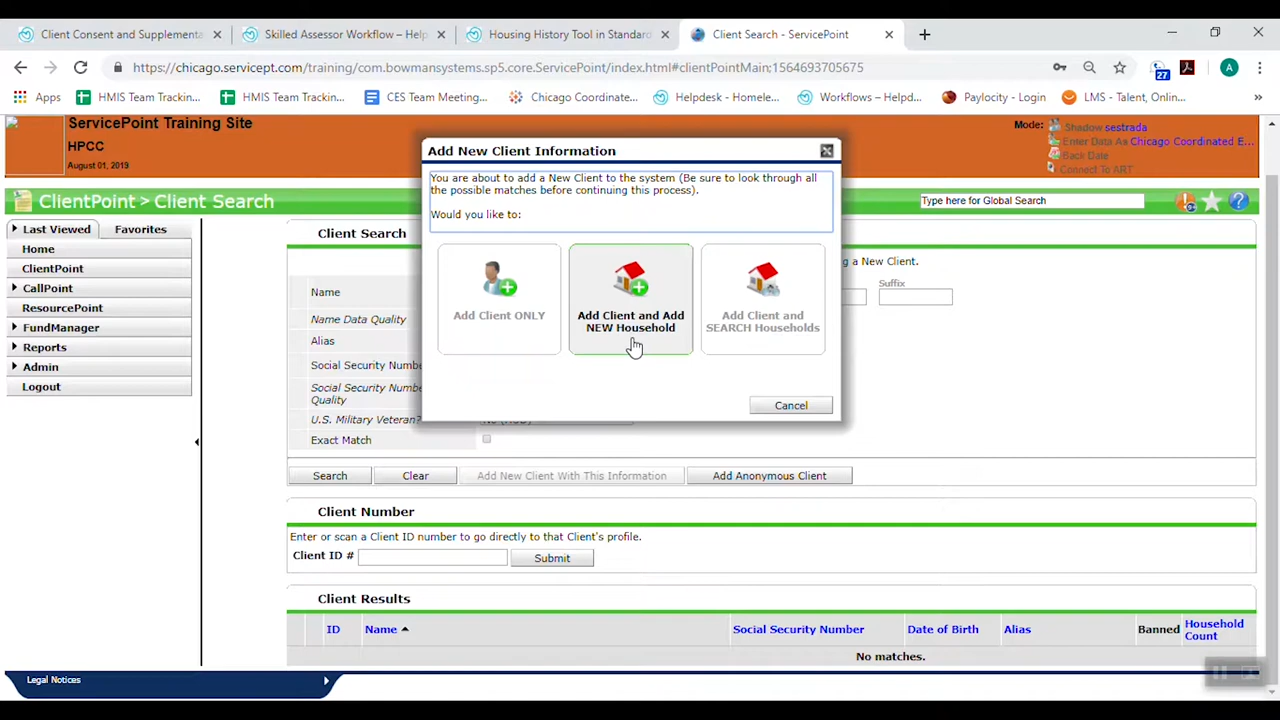 Client Consent and Supplementa
Skilled Assessor Workflow – Help
Housing History Tool in Standard
Client Search - ServicePoint
https://chicago.servicept.com/training/com.bowmansystems.sp5.core.ServicePoint/index.html#clientPointMain;1564693705675
27
A
Apps
HMIS Team Trackin...
HMIS Team Trackin...
CES Team Meeting...
Chicago Coordinate...
Helpdesk - Homele...
Workflows – Helpd...
Paylocity - Login
LMS - Talent, Onlin...
ServicePoint Training Site
HPCC
August 01, 2019
Mode:
Shadow sestrada
Enter Data As Chicago Coordinated E...
Back Date
Connect To ART
ClientPoint > Client Search
Type here for Global Search
Last Viewed
Favorites
Home
ClientPoint
CallPoint
ResourcePoint
FundManager
Reports
Admin
Logout
Client Search
g a New Client.
Name
Suffix
Name Data Quality
Alias
Social Security Numbe
Social Security Numb
Quality
U.S. Military Veteran?
Exact Match
Add New Client Information
You are about to add a New Client to the system (Be sure to look through all
the possible matches before continuing this process).
Would you like to:
Add Client ONLY
Add Client and Add
NEW Household
Add Client and
SEARCH Households
Cancel
Search
Clear
Add New Client With This Information
Add Anonymous Client
Client Number
Enter or scan a Client ID number to go directly to that Client's profile.
Client ID #
Submit
Client Results
ID
Name
Social Security Number
Date of Birth
Alias
Banned
Household
Count
No matches.
Legal Notices